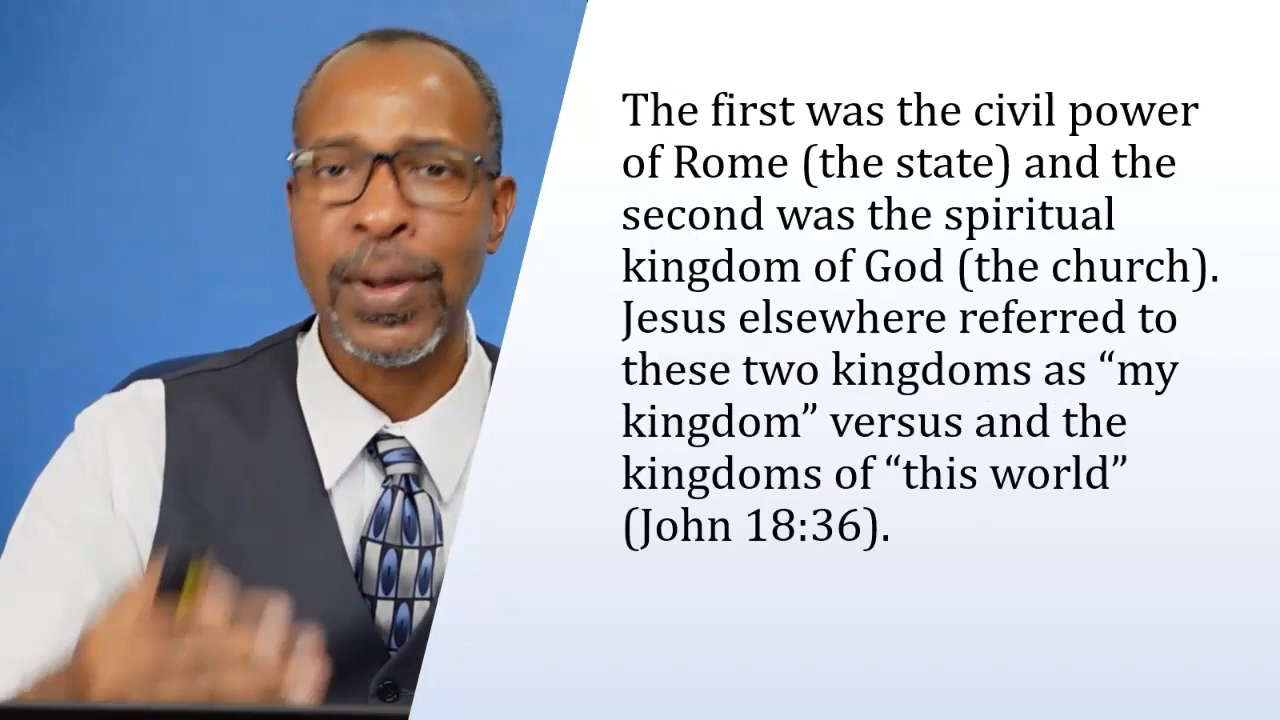 The first was the civil power
of Rome (the state) and the
second was the spiritual
kingdom of God (the church).
Jesus elsewhere referred to
these two kingdoms as “my
kingdom” versus and the
kingdoms of “this world”
(John 18:36).